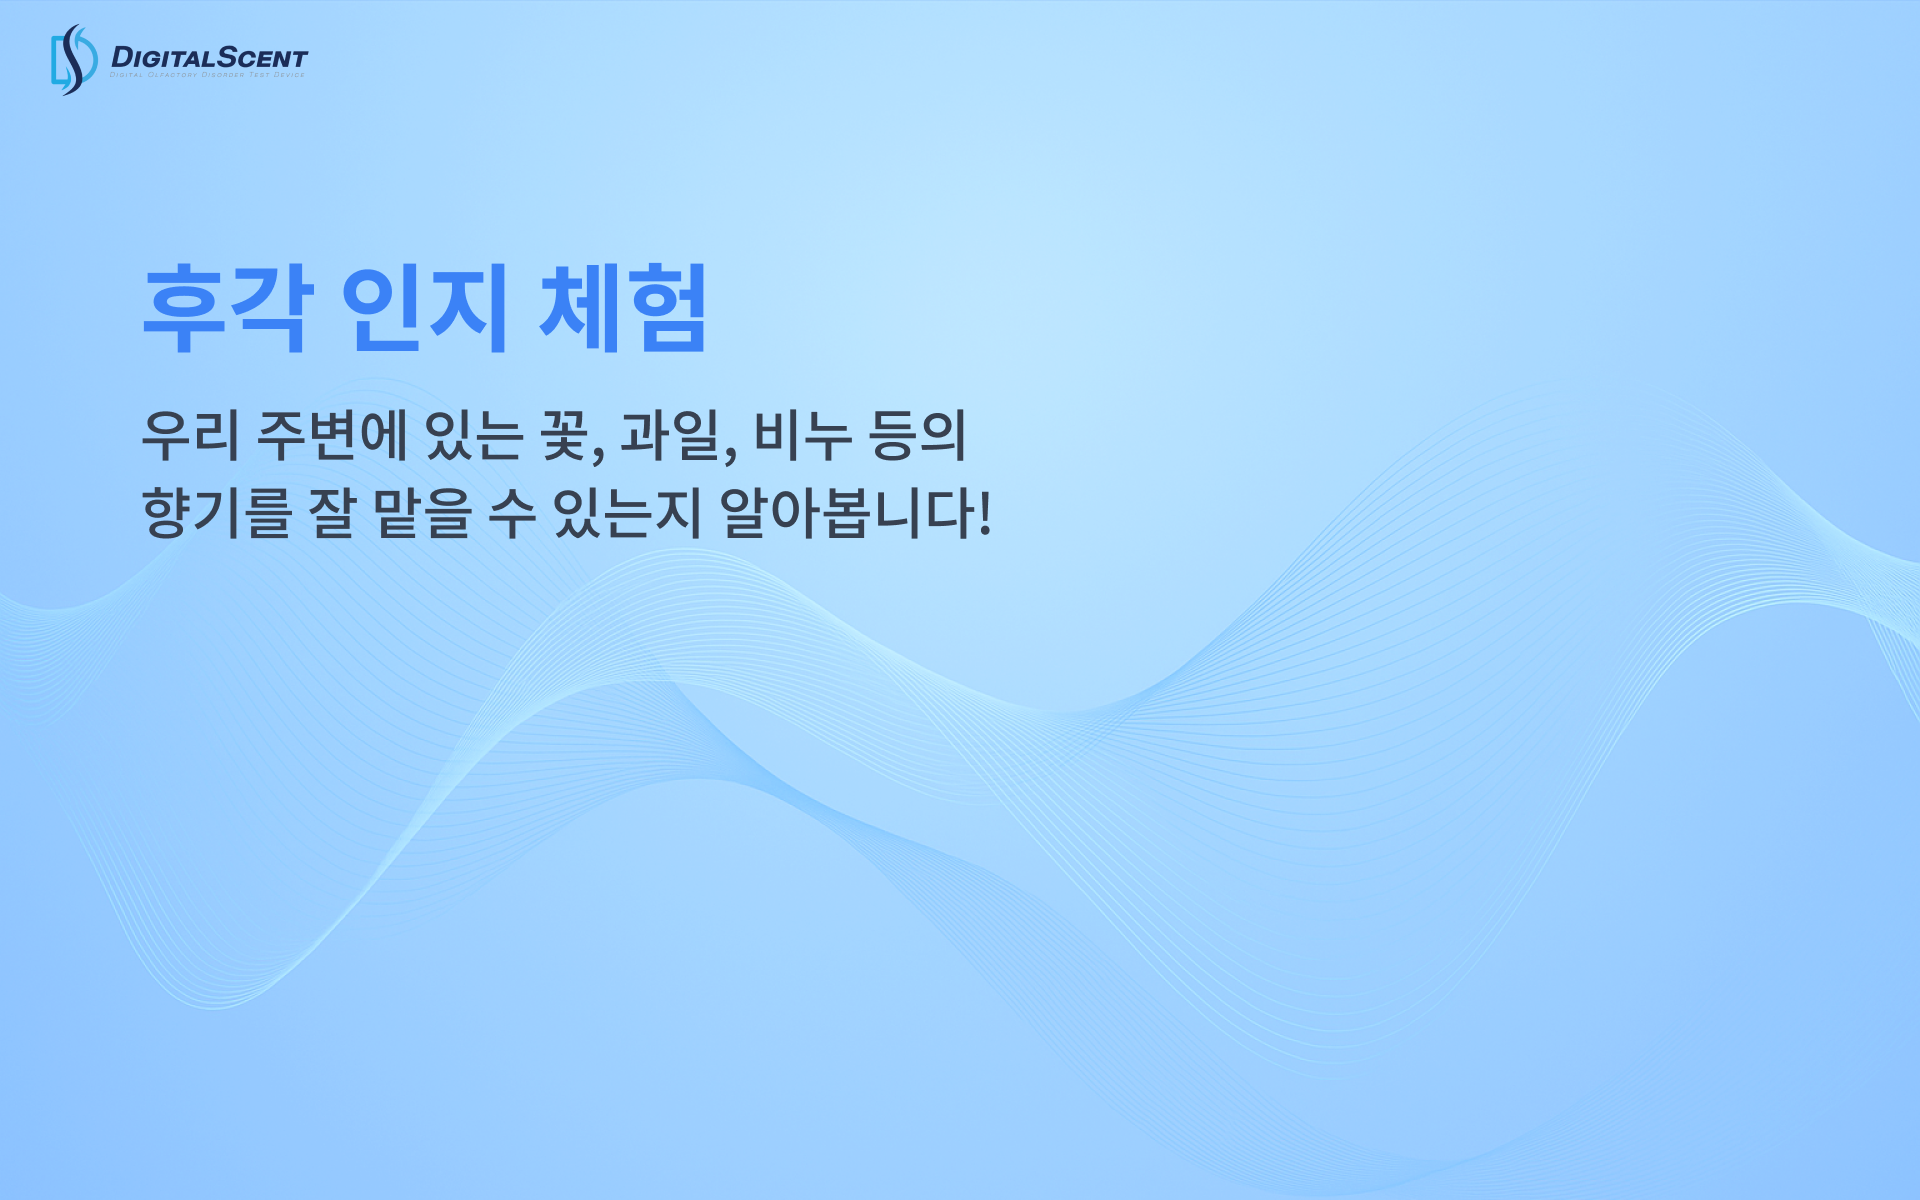 DIGITALSCENT
DIGITAL OLFACTORY DISORDER TEST DEVICE
후각 인지 체험
우리 주변에 있는 꽃, 과일, 비누 등의
향기를 잘 맡을 수 있는지 알아봅니다!